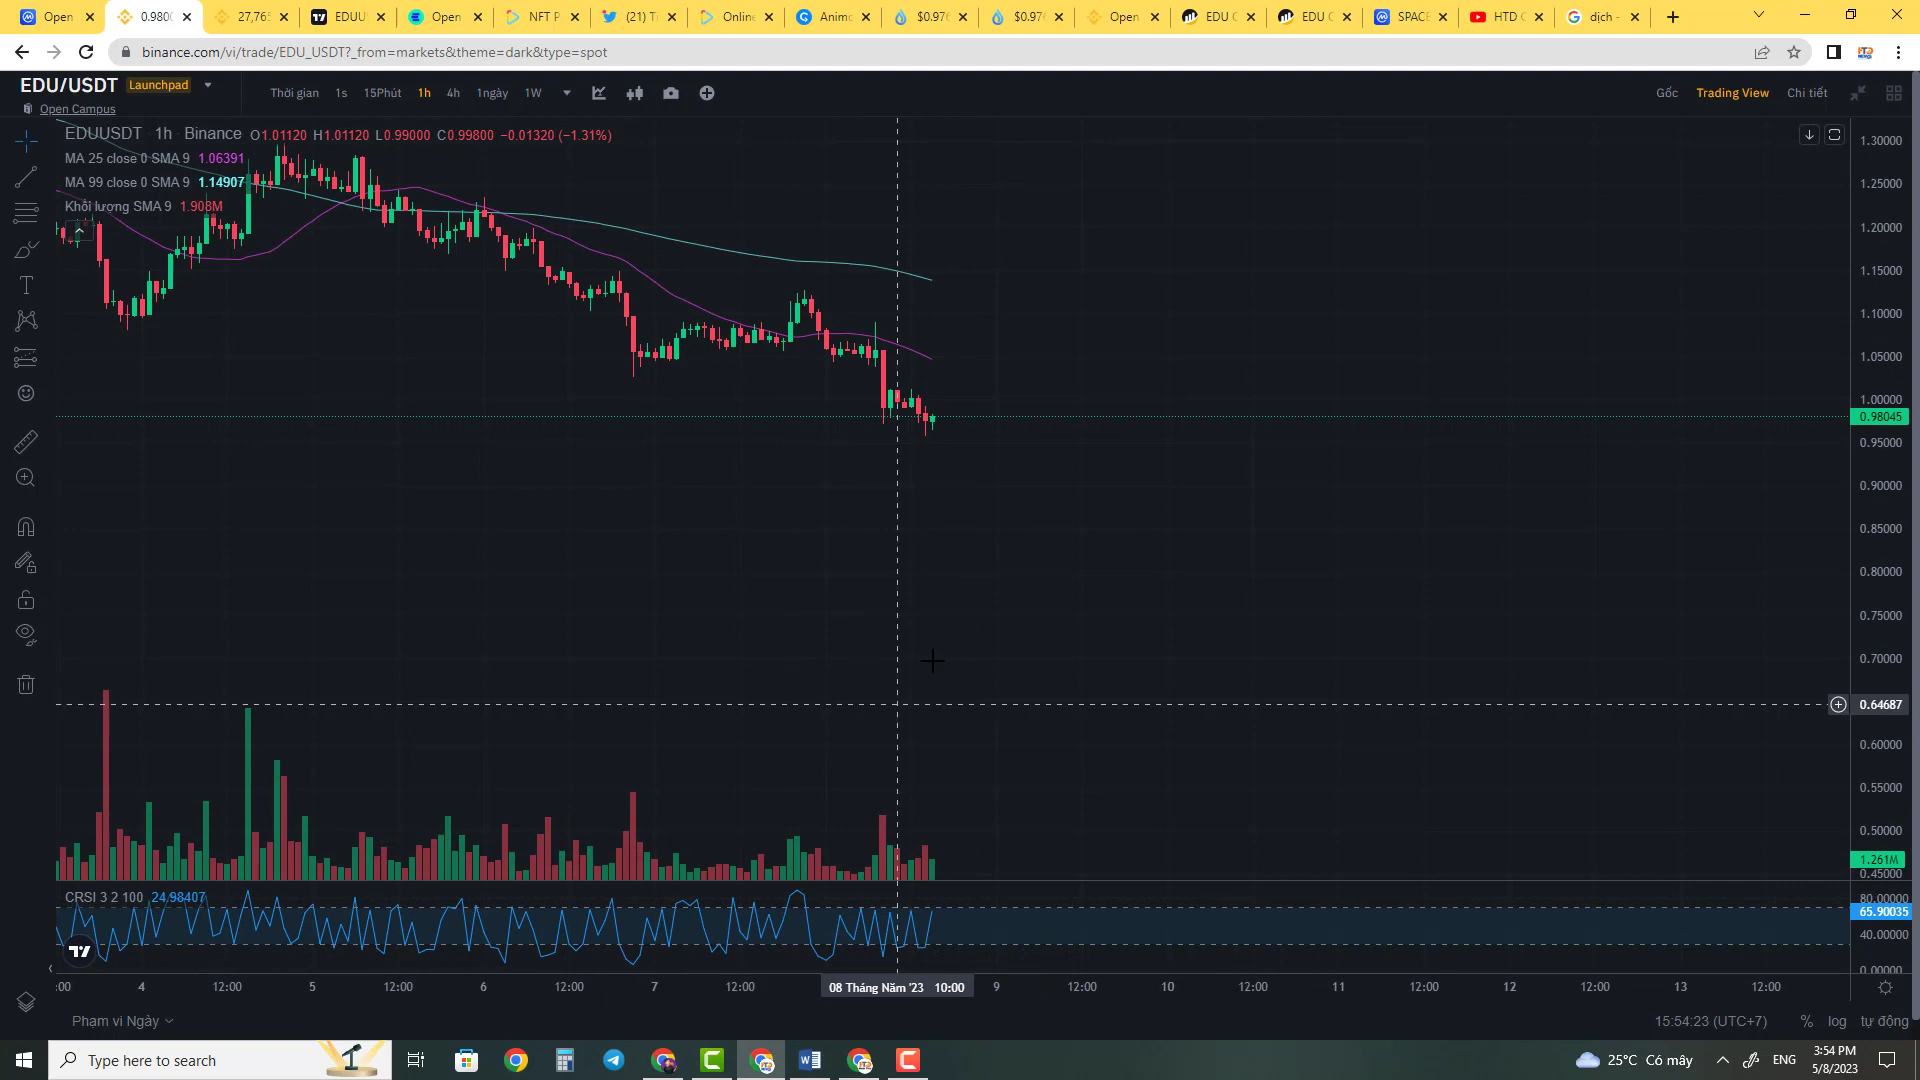 Open
0.980
27,765
EDUU
Open
NFT P
(21) T
Online
Anim
$0.976
$0.976
Open
EDU C
EDU C
SPACE
HTD C
dịch -
binance.com/vi/trade/EDU_USDT?_from=markets&theme=dark&type=spot
EDU/USDT Launchpad
Open Campus
Thời gian 1s 15Phút 1h 4h 1ngày 1W
Gốc Trading View Chi tiết
EDUUSDT · 1h · Binance O1.01120 H1.01120 L0.99000 C0.99800 −0.01320 (−1.31%)
MA 25 close 0 SMA 9 1.06391
MA 99 close 0 SMA 9 1.14907
Khối lượng SMA 9 1.908M
1.30000
1.25000
1.20000
1.15000
1.10000
1.05000
1.00000
0.98045
0.95000
0.90000
0.85000
0.80000
0.75000
0.70000
0.64687
0.60000
0.55000
0.50000
1.261M
0.45000
CRSI 3 2 100 24.98407
80.00000
65.90035
40.00000
0.00000
:00 4 12:00 5 12:00 6 12:00 7 12:00 08 Tháng Năm '23 10:00 9 12:00 10 12:00 11 12:00 12 12:00 13 12:00
Phạm vi Ngày
15:54:23 (UTC+7) % log tự động
Type here to search
25°C Có mây
ENG
3:54 PM
5/8/2023